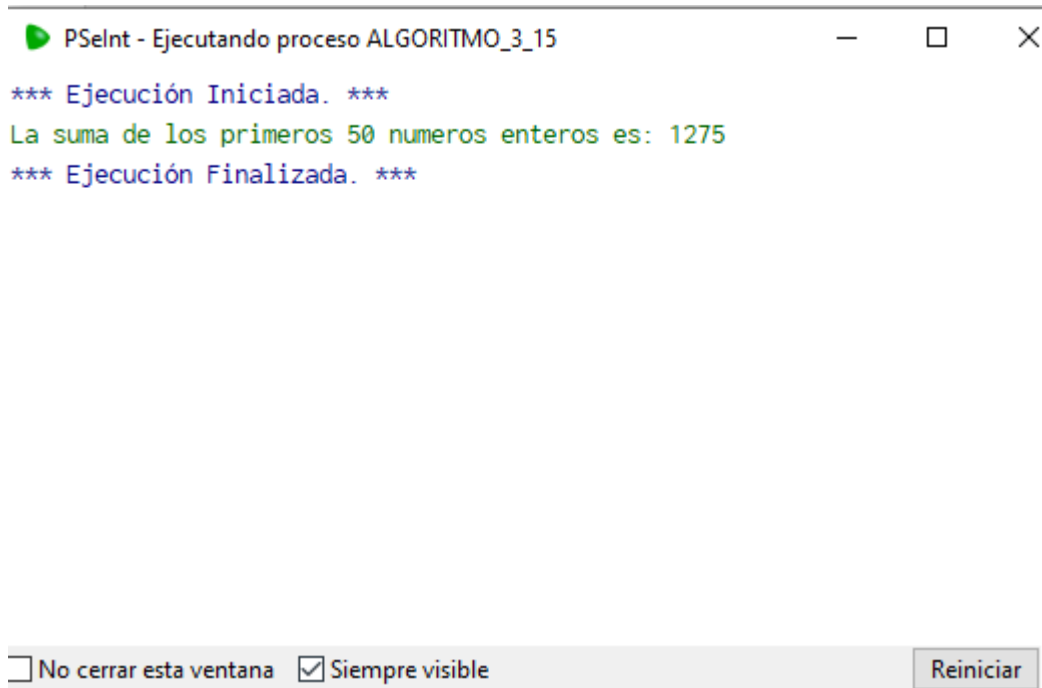 PSeInt - Ejecutando proceso ALGORITMO_3_15
*** Ejecución Iniciada. ***
La suma de los primeros 50 numeros enteros es: 1275
*** Ejecución Finalizada. ***
No cerrar esta ventana Siempre visible Reiniciar